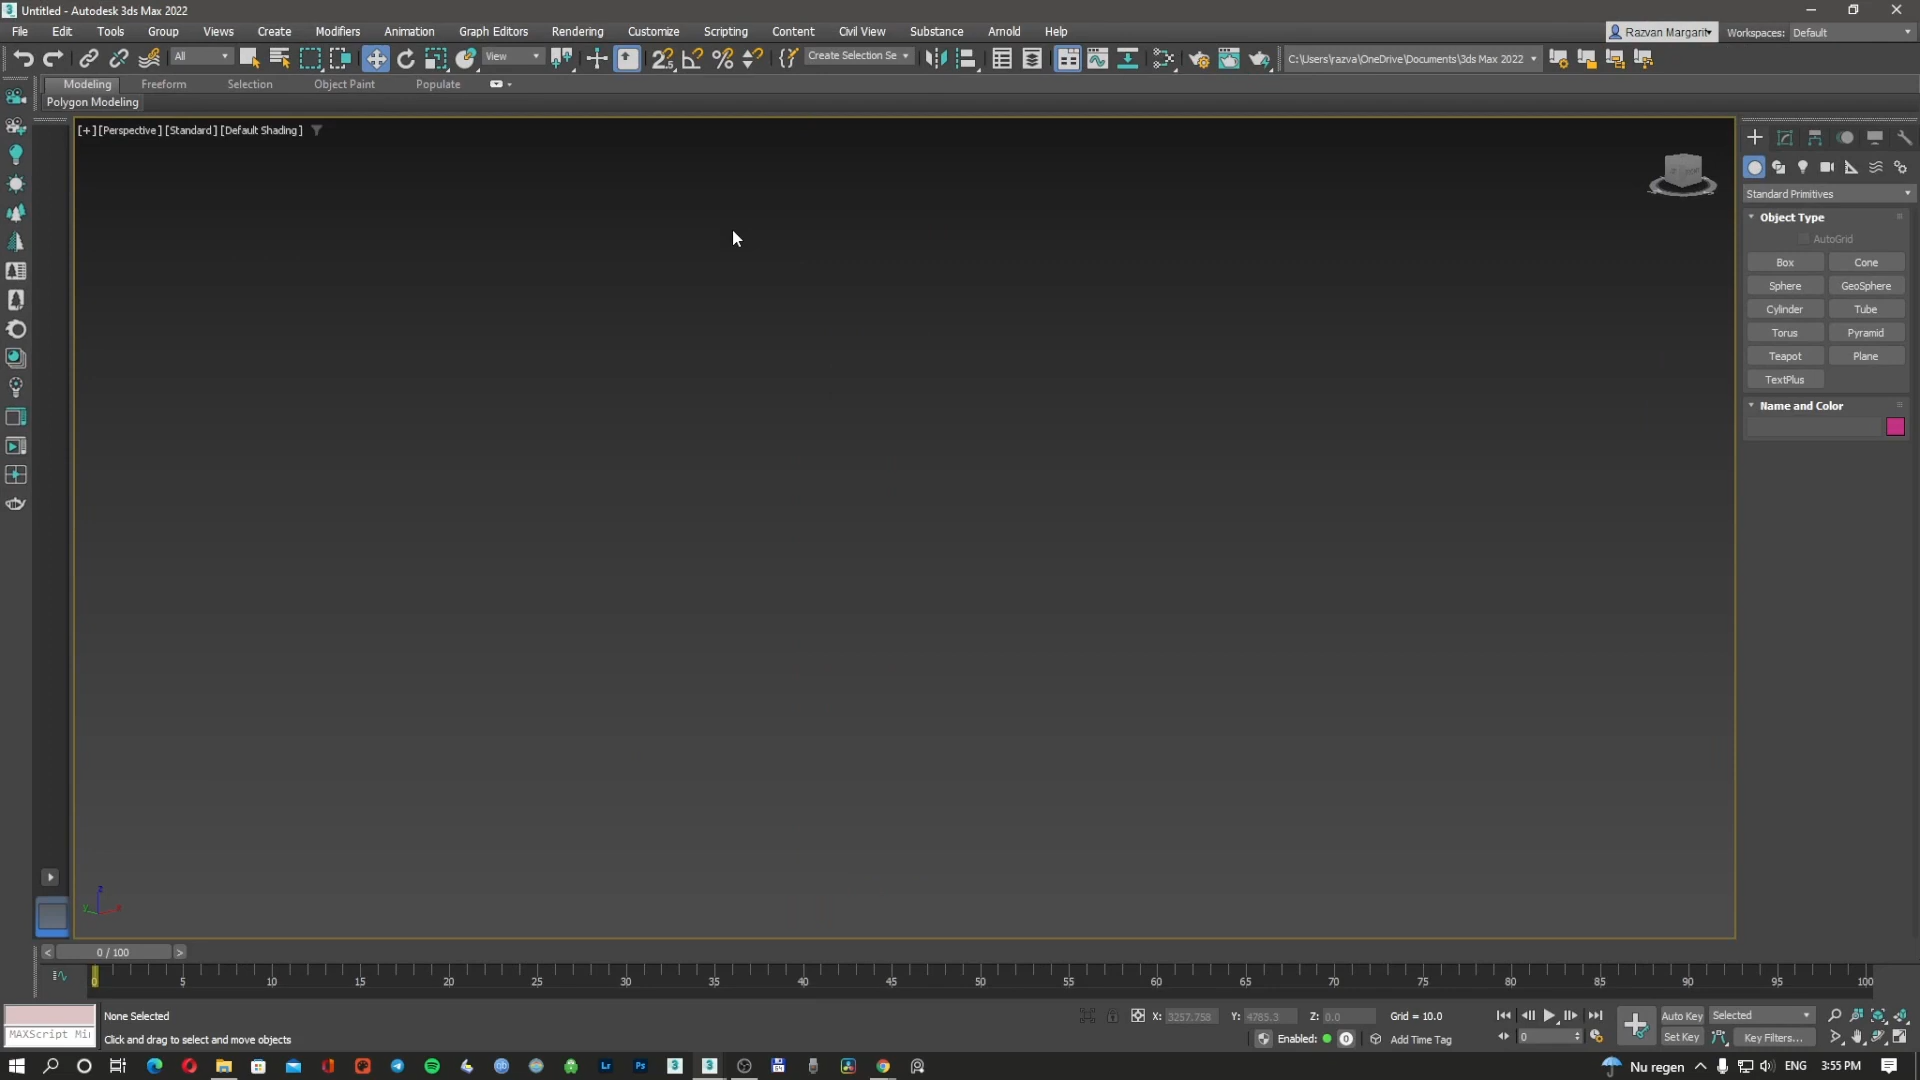 Untitled - Autodesk 3ds Max 2022
File Edit Tools Group Views Create Modifiers Animation Graph Editors Rendering Customize Scripting Content Civil View Substance Arnold Help
Razvan Margarit Workspaces: Default
All View Create Selection Se C:\Users\razva\OneDrive\Documents\3ds Max 2022
Modeling Freeform Selection Object Paint Populate
Polygon Modeling
[+] [Perspective] [Standard] [Default Shading]
Standard Primitives
Object Type
AutoGrid
Box Cone
Sphere GeoSphere
Cylinder Tube
Torus Pyramid
Teapot Plane
TextPlus
Name and Color
z
y x
< 0 / 100 >
0 5 10 15 20 25 30 35 40 45 50 55 60 65 70 75 80 85 90 95 100
None Selected X: 3257.758 Y: 4785.3 Z: 0.0 Grid = 10.0 Auto Key Selected
MAXScript Mi Click and drag to select and move objects Enabled: 0 Add Time Tag 0 Set Key Key Filters...
Nu regen ENG 3:55 PM